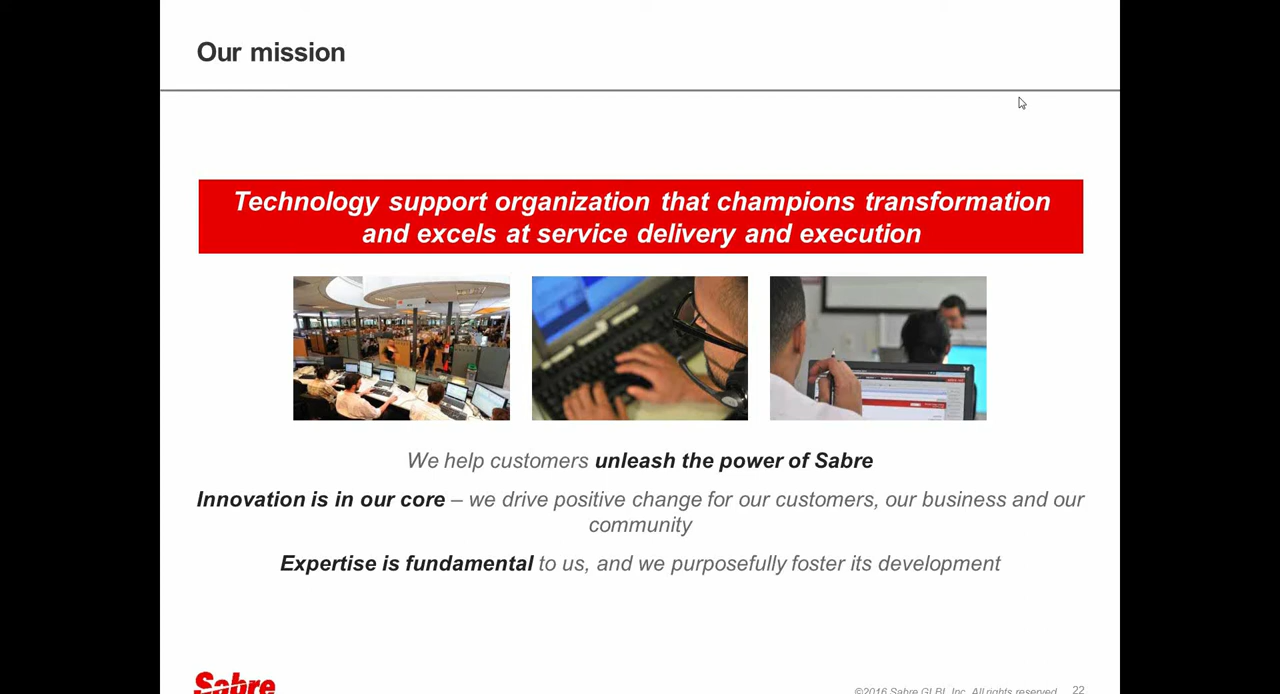 Our mission
Technology support organization that champions transformation
and excels at service delivery and execution
We help customers unleash the power of Sabre
Innovation is in our core – we drive positive change for our customers, our business and our
community
Expertise is fundamental to us, and we purposefully foster its development
Sabre
©2016 Sabre GLBL Inc. All rights reserved. 22